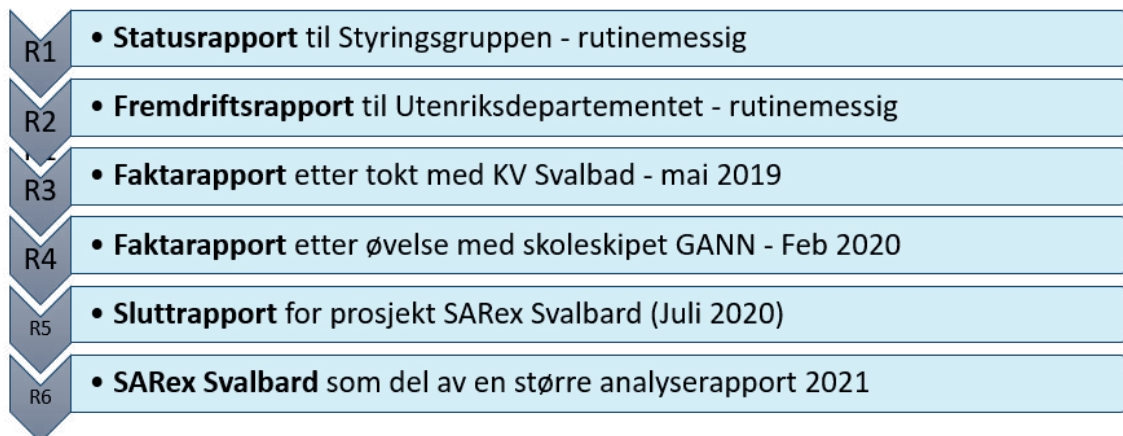 R1 • Statusrapport til Styringsgruppen - rutinemessig
R2 • Fremdriftsrapport til Utenriksdepartementet - rutinemessig
R3 • Faktarapport etter tokt med KV Svalbad - mai 2019
R4 • Faktarapport etter øvelse med skoleskipet GANN - Feb 2020
R5 • Sluttrapport for prosjekt SARex Svalbard (Juli 2020)
R6 • SARex Svalbard som del av en større analyserapport 2021